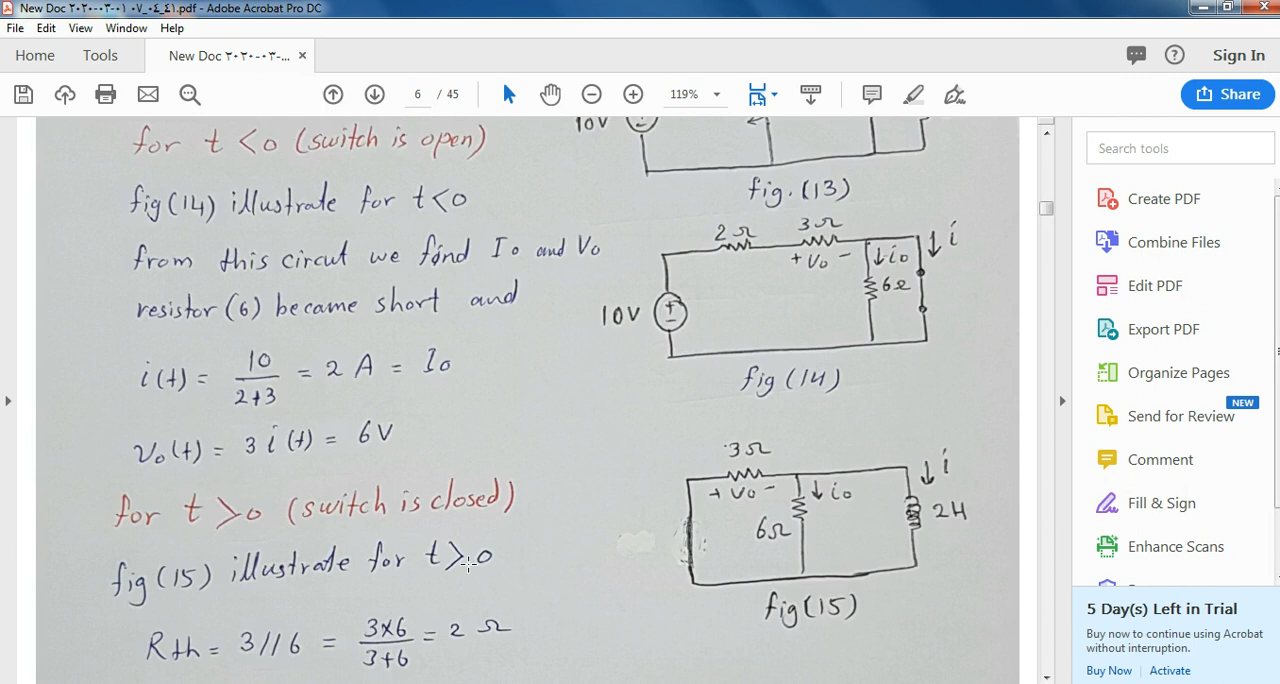 New Doc ٢٠٢٠-٠٣-٠١ ٠٧_٠٤_٤١.pdf - Adobe Acrobat Pro DC
File Edit View Window Help
Home Tools New Doc ٢٠٢٠-٠٣-... × Sign In
6 / 45 119% Share
for t <0 (switch is open)
fig(14) illustrate for t<0
from this circut we find Io and Vo
resistor (6) became short and
i(t) = 10 / 2+3 = 2 A = Io
Vo(t) = 3 i(t) = 6V
for t >0 (switch is closed)
fig(15) illustrate for t>0
Rth = 3//6 = 3×6 / 3+6 = 2 Ω
10V
fig.(13)
2Ω 3Ω
+ Vo - ↓io ↓i
6Ω
10V + -
fig(14)
3Ω
+ Vo - ↓io ↓i
6Ω 2H
fig(15)
Search tools
Create PDF
Combine Files
Edit PDF
Export PDF
Organize Pages
NEW
Send for Review
Comment
Fill & Sign
Enhance Scans
5 Day(s) Left in Trial
Buy now to continue using Acrobat
without interruption.
Buy Now Activate